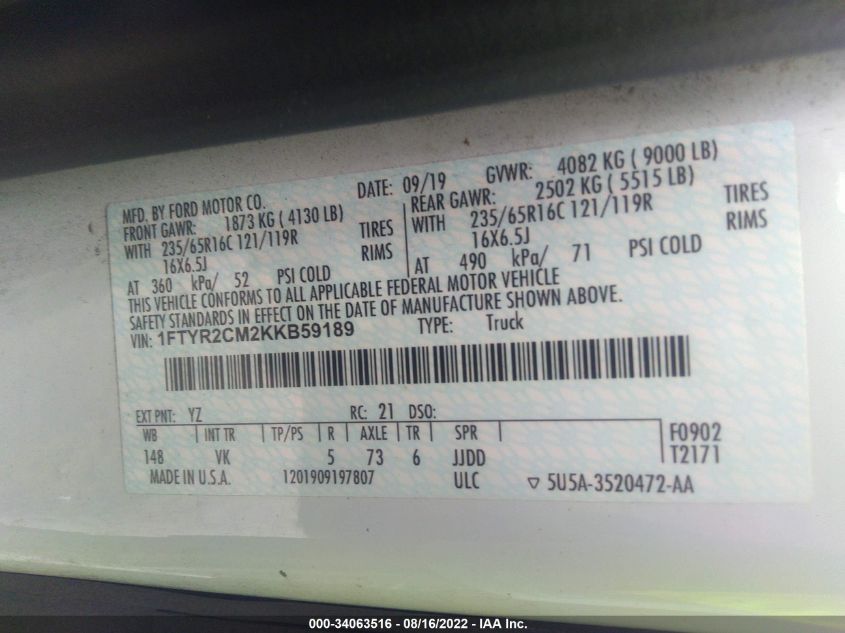 MFD. BY FORD MOTOR CO. DATE: 09/19 GVWR: 4082 KG ( 9000 LB)
FRONT GAWR: 1873 KG ( 4130 LB) REAR GAWR: 2502 KG ( 5515 LB)
WITH 235/65R16C 121/119R TIRES WITH 235/65R16C 121/119R TIRES
16X6.5J RIMS 16X6.5J RIMS
AT 360 kPa/ 52 PSI COLD AT 490 kPa/ 71 PSI COLD
THIS VEHICLE CONFORMS TO ALL APPLICABLE FEDERAL MOTOR VEHICLE
SAFETY STANDARDS IN EFFECT ON THE DATE OF MANUFACTURE SHOWN ABOVE.
VIN: 1FTYR2CM2KKB59189 TYPE: Truck
EXT PNT: YZ RC: 21 DSO:
WB INT TR TP/PS R AXLE TR SPR F0902
148 VK 5 73 6 JJDD T2171
MADE IN U.S.A. 1201909197807 ULC ▽ 5U5A-3520472-AA
000-34063516 - 08/16/2022 - IAA Inc.